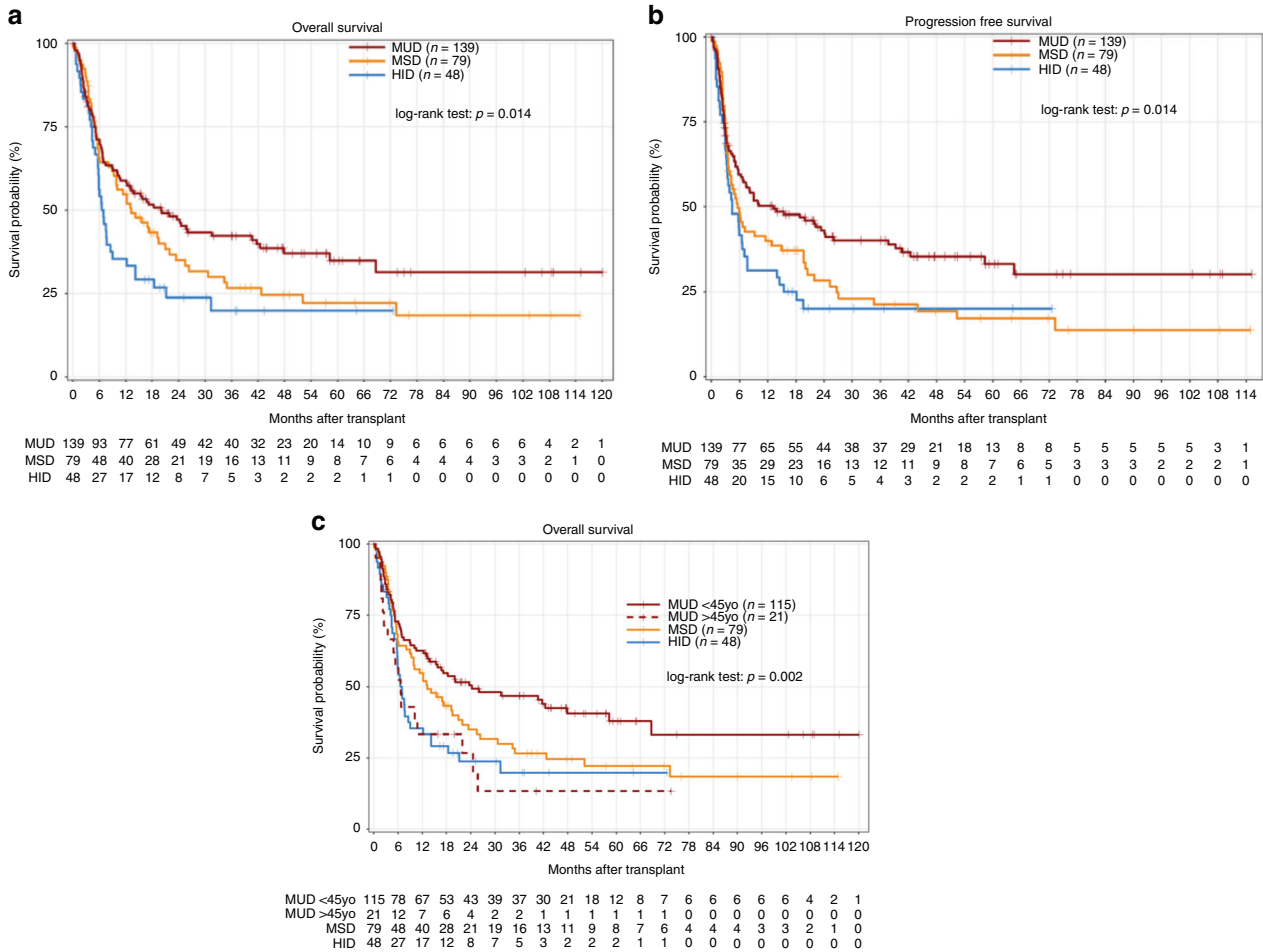 a
Overall survival
MUD (n = 139)
MSD (n = 79)
HID (n = 48)
log-rank test: p = 0.014
Survival probability (%)
100
75
50
25
0
0 6 12 18 24 30 36 42 48 54 60 66 72 78 84 90 96 102 108 114 120
Months after transplant
MUD 139 93 77 61 49 42 40 32 23 20 14 10 9 6 6 6 6 6 4 2 1
MSD 79 48 40 28 21 19 16 13 11 9 8 7 6 4 4 4 3 3 2 1 0
HID 48 27 17 12 8 7 5 3 2 2 2 1 1 0 0 0 0 0 0 0 0
b
Progression free survival
MUD (n = 139)
MSD (n = 79)
HID (n = 48)
log-rank test: p = 0.014
Survival probability (%)
100
75
50
25
0
0 6 12 18 24 30 36 42 48 54 60 66 72 78 84 90 96 102 108 114
Months after transplant
MUD 139 77 65 55 44 38 37 29 21 18 13 8 8 5 5 5 5 5 3 1
MSD 79 35 29 23 16 13 12 11 9 8 7 6 5 3 3 3 2 2 2 1
HID 48 20 15 10 6 5 4 3 2 2 2 1 1 0 0 0 0 0 0 0
c
Overall survival
MUD <45yo (n = 115)
MUD >45yo (n = 21)
MSD (n = 79)
HID (n = 48)
log-rank test: p = 0.002
Survival probability (%)
100
75
50
25
0
0 6 12 18 24 30 36 42 48 54 60 66 72 78 84 90 96 102 108 114 120
Months after transplant
MUD <45yo 115 78 67 53 43 39 37 30 21 18 12 8 7 6 6 6 6 6 4 2 1
MUD >45yo 21 12 7 6 4 2 2 1 1 1 1 1 1 0 0 0 0 0 0 0 0
MSD 79 48 40 28 21 19 16 13 11 9 8 7 6 4 4 4 3 3 2 1 0
HID 48 27 17 12 8 7 5 3 2 2 2 1 1 0 0 0 0 0 0 0 0